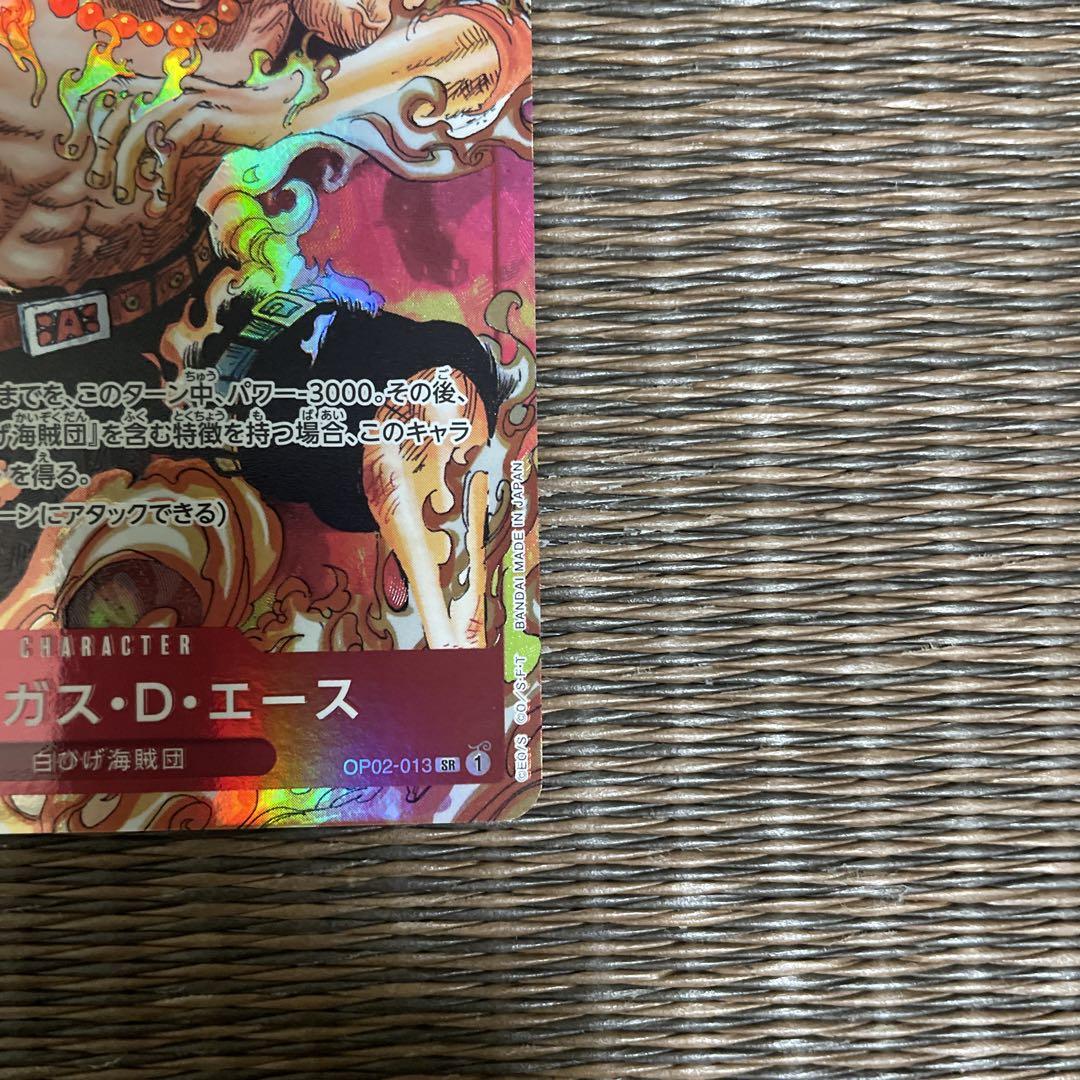 A
までを、このターン中、パワー-3000。その後、
げ海賊団』を含む特徴を持つ場合、このキャラ
を得る。
ーンにアタックできる)
CHARACTER
ガス・D・エース
白ひげ海賊団
OP02-013 SR 1
©EO/S ©O/S・F・T BANDAI MADE IN JAPAN